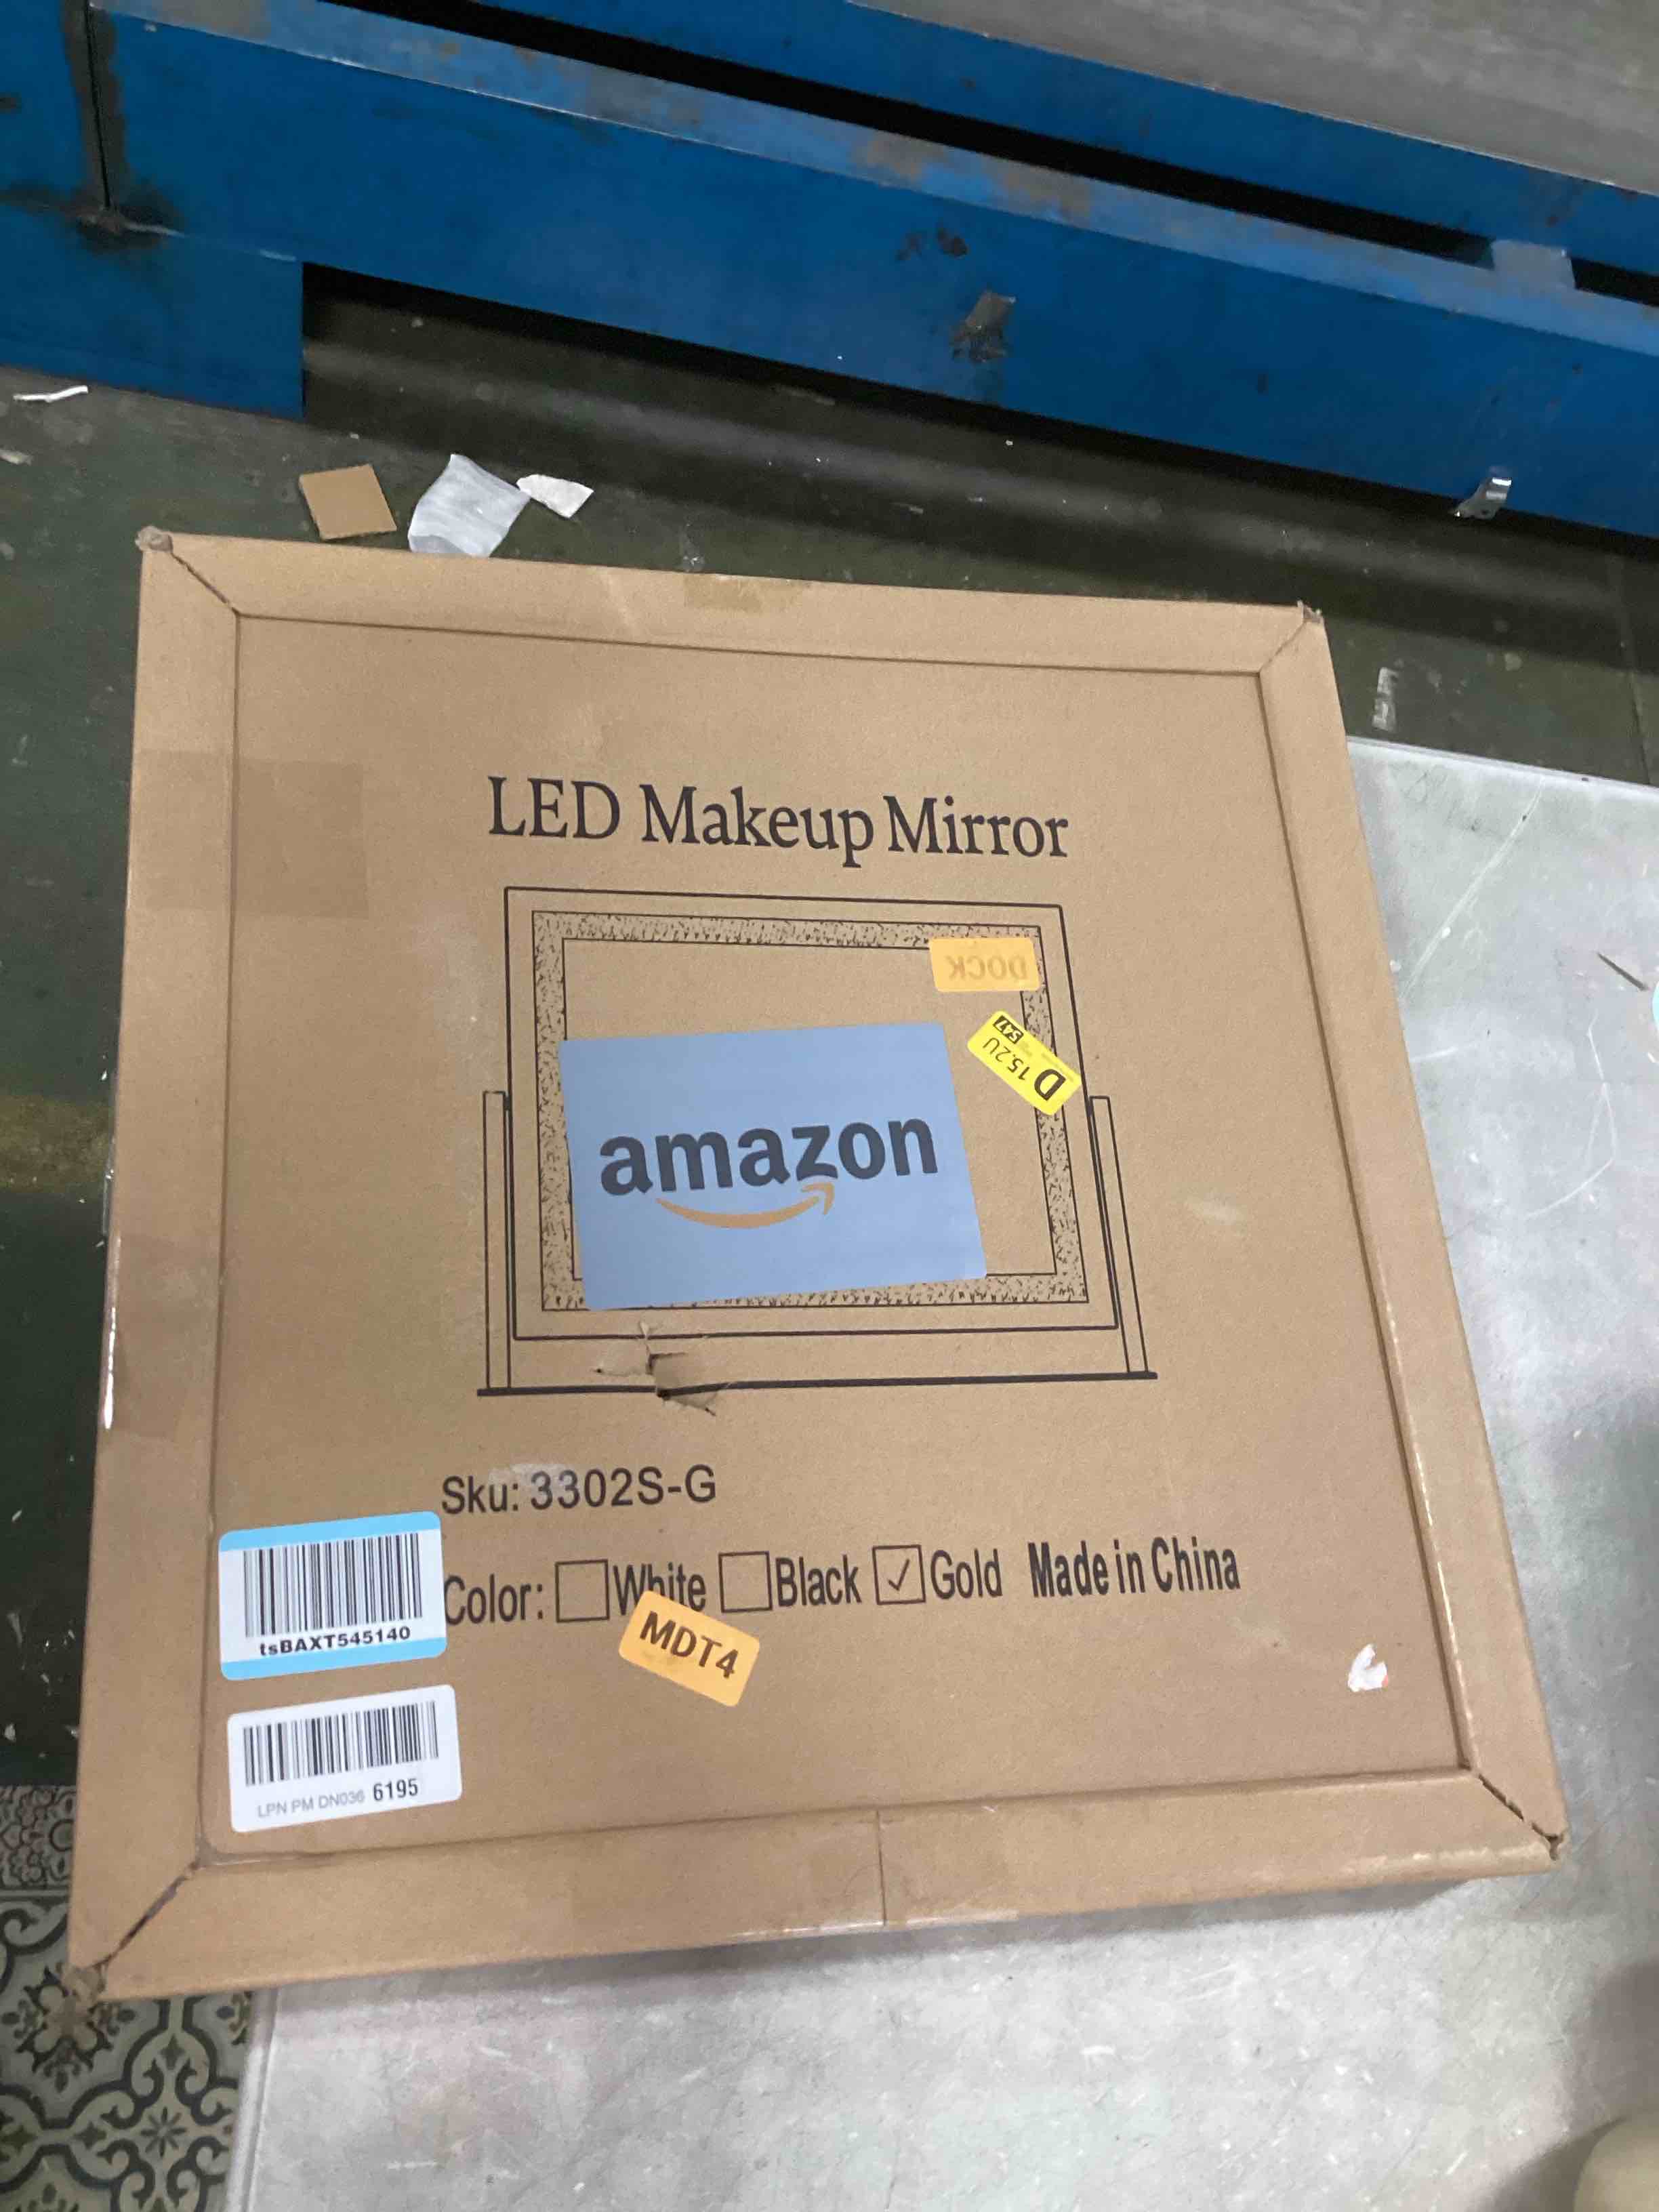 LED Makeup Mirror
DOCK
D 15.2U
S47
amazon
Sku: 3302S-G
Color: White Black Gold Made in China
tsBAXT545140
MDT4
LPN PM DN036 6195